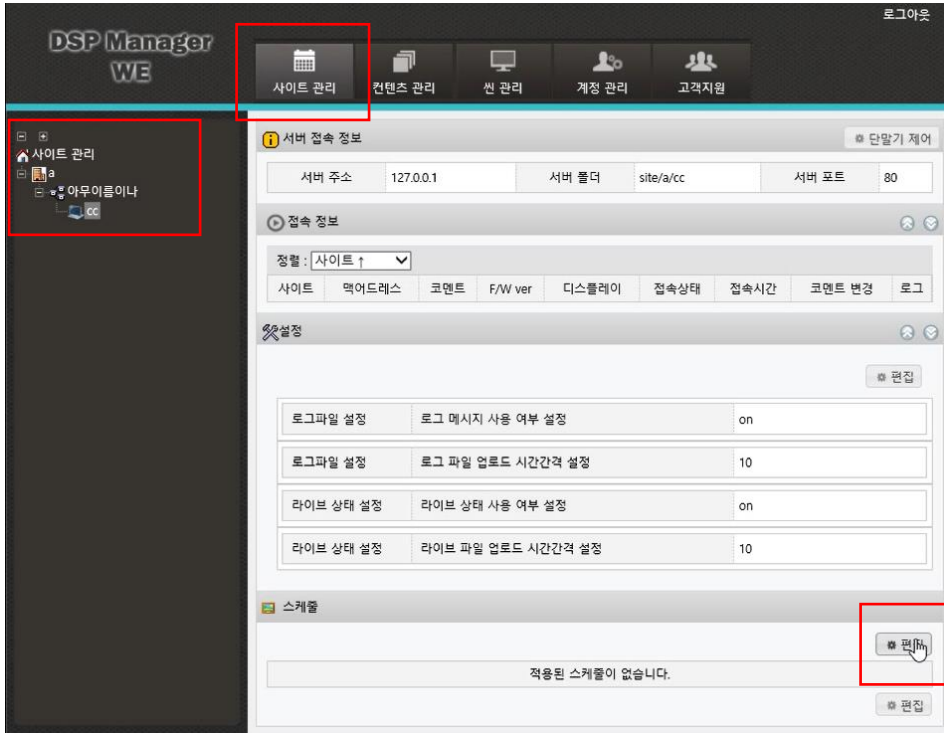 로그아웃
DSP Manager
WE
사이트 관리 컨텐츠 관리 씬 관리 계정 관리 고객지원
사이트 관리
a
아무이름이나
cc
서버 접속 정보 단말기 제어
서버 주소 127.0.0.1 서버 폴더 site/a/cc 서버 포트 80
접속 정보
정렬 : 사이트 ↑
사이트 맥어드레스 코멘트 F/W ver 디스플레이 접속상태 접속시간 코멘트 변경 로그
설정
편집
로그파일 설정 로그 메시지 사용 여부 설정 on
로그파일 설정 로그 파일 업로드 시간간격 설정 10
라이브 상태 설정 라이브 상태 사용 여부 설정 on
라이브 상태 설정 라이브 파일 업로드 시간간격 설정 10
스케줄
편집
적용된 스케줄이 없습니다.
편집